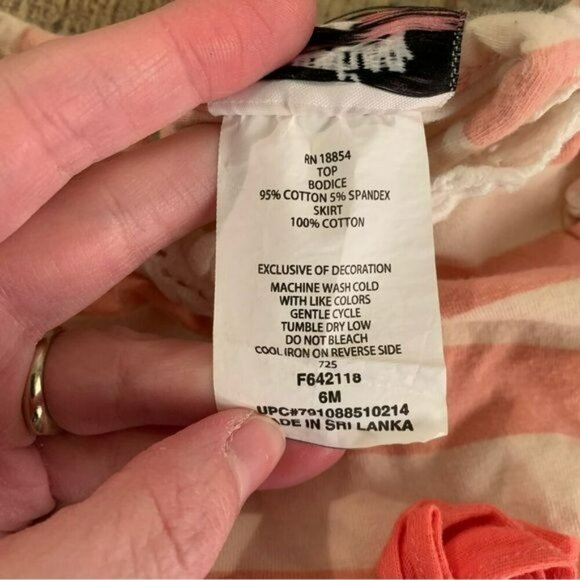 RN 18854
TOP
BODICE
95% COTTON 5% SPANDEX
SKIRT
100% COTTON
EXCLUSIVE OF DECORATION
MACHINE WASH COLD
WITH LIKE COLORS
GENTLE CYCLE
TUMBLE DRY LOW
DO NOT BLEACH
COOL IRON ON REVERSE SIDE
725
F642118
6M
UPC#791088510214
MADE IN SRI LANKA